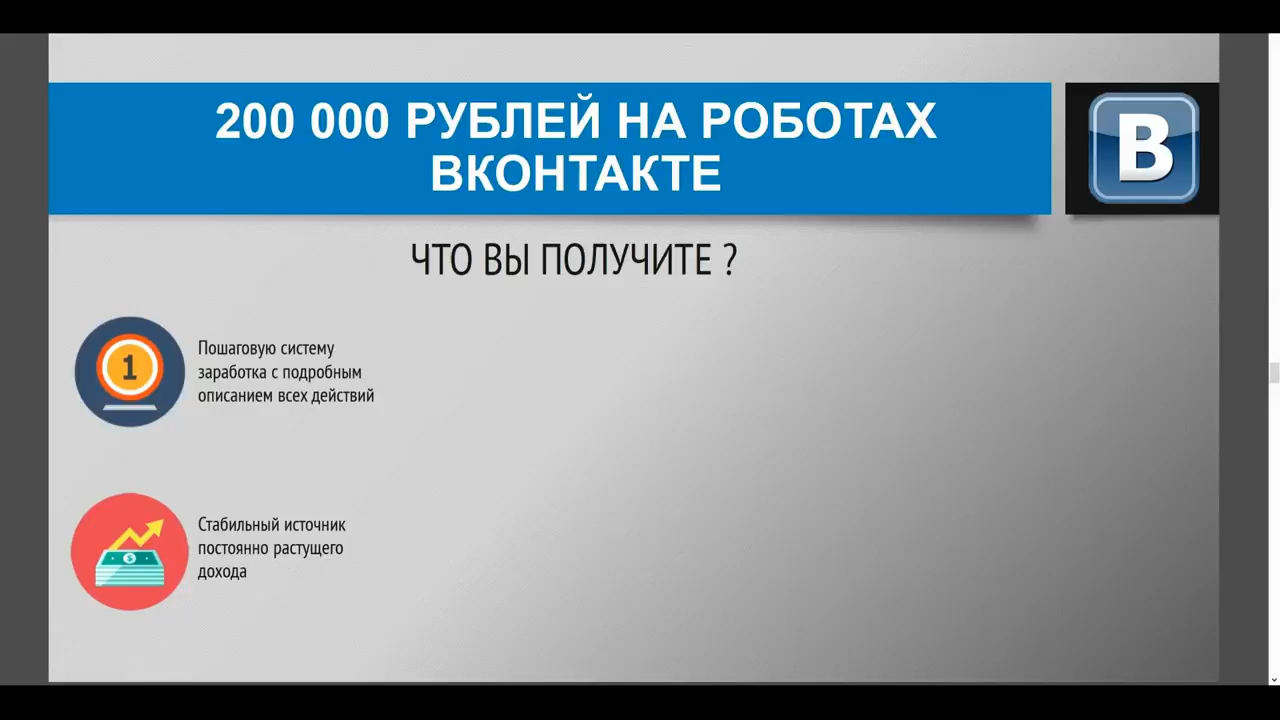 200 000 РУБЛЕЙ НА РОБОТАХ
ВКОНТАКТЕ
В
ЧТО ВЫ ПОЛУЧИТЕ ?
1
Пошаговую систему
заработка с подробным
описанием всех действий
$
Стабильный источник
постоянно растущего
дохода